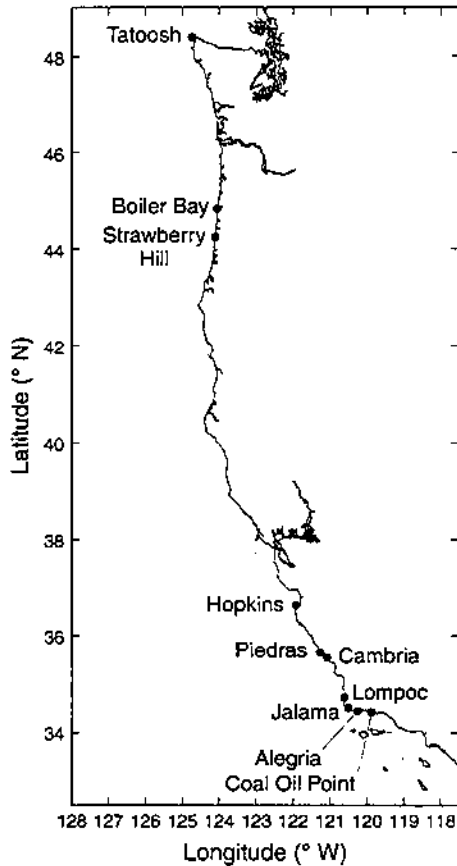 48
Tatoosh
46
Boiler Bay
Strawberry
Hill
44
42
Latitude (° N)
40
38
Hopkins
36
Piedras
Cambria
Lompoc
Jalama
34
Alegria
Coal Oil Point
128 127 126 125 124 123 122 121 120 119 118
Longitude (° W)